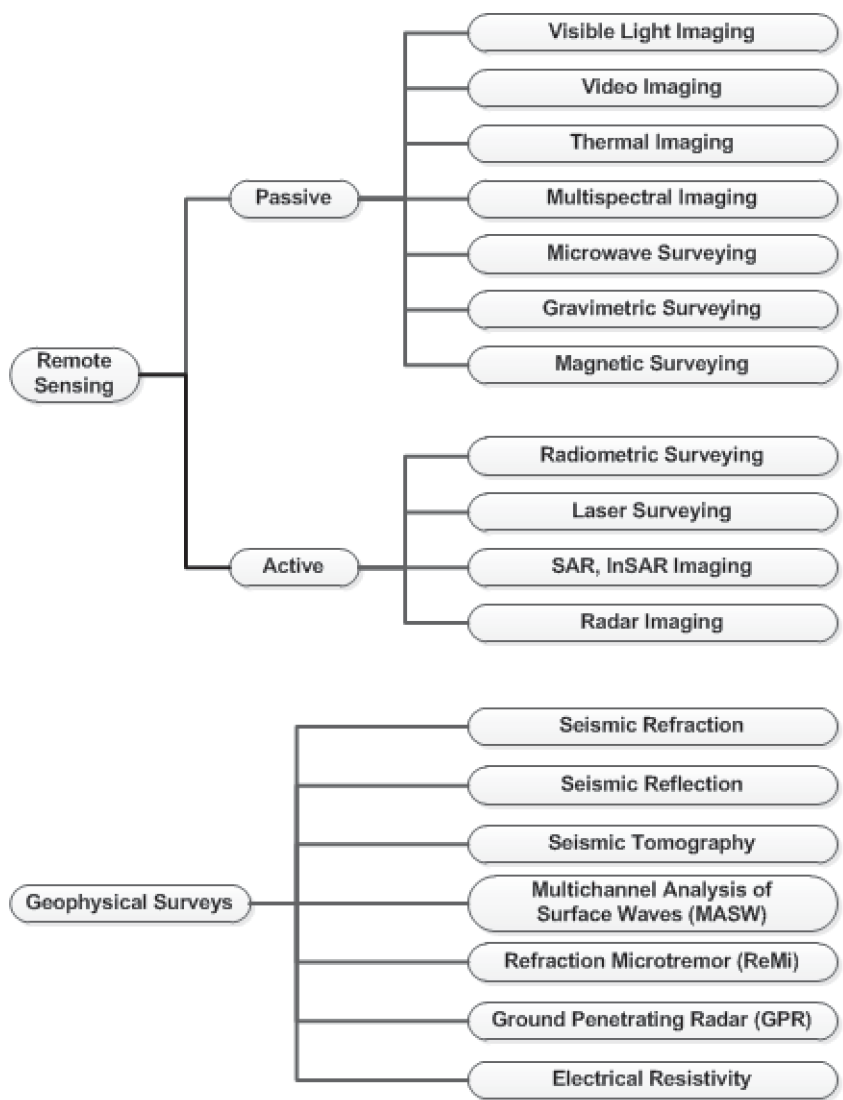 Visible Light Imaging
Video Imaging
Thermal Imaging
Passive
Multispectral Imaging
Microwave Surveying
Gravimetric Surveying
Remote
Sensing
Magnetic Surveying
Radiometric Surveying
Laser Surveying
Active
SAR, InSAR Imaging
Radar Imaging
Seismic Refraction
Seismic Reflection
Seismic Tomography
Geophysical Surveys
Multichannel Analysis of
Surface Waves (MASW)
Refraction Microtremor (ReMi)
Ground Penetrating Radar (GPR)
Electrical Resistivity